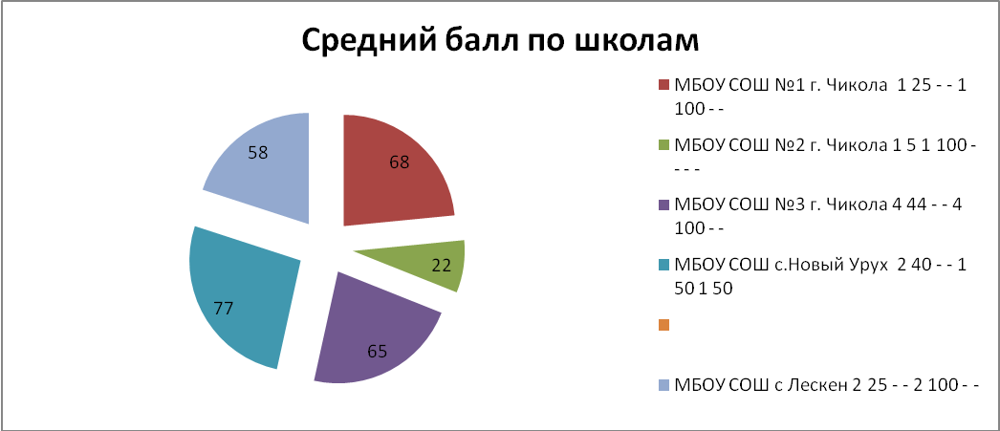 Средний балл по школам
МБОУ СОШ №1 г. Чикола  1 25 - - 1
100 - -
МБОУ СОШ №2 г. Чикола 1 5 1 100 -
- - -
МБОУ СОШ №3 г. Чикола 4 44 - - 4
100 - -
МБОУ СОШ с.Новый Урух  2 40 - - 1
50 1 50
МБОУ СОШ с Лескен 2 25 - - 2 100 - -
58
68
22
77
65